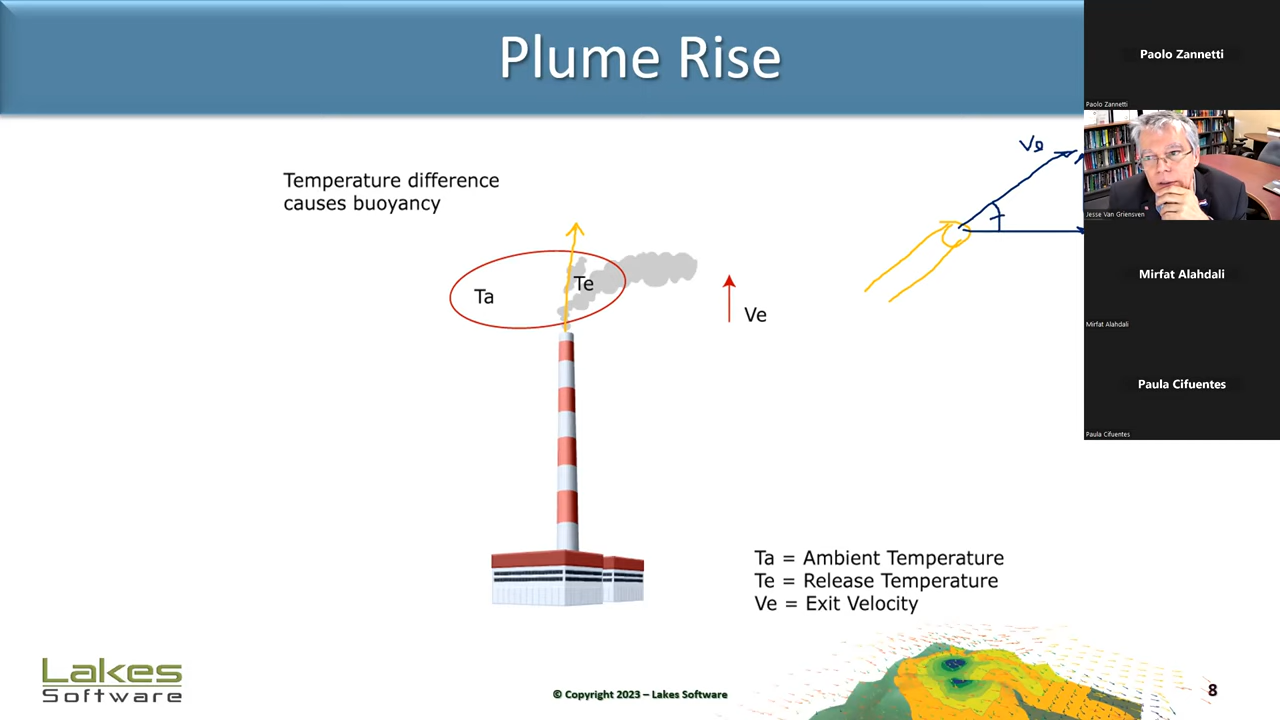 Plume Rise
Paolo Zannetti
Paolo Zannetti
Ve
Temperature difference
causes buoyancy
Jesse Van Griensven
Ta
Te
Ve
Mirfat Alahdali
Mirfat Alahdali
Paula Cifuentes
Paula Cifuentes
Ta = Ambient Temperature
Te = Release Temperature
Ve = Exit Velocity
Lakes
Software
© Copyright 2023 – Lakes Software
8